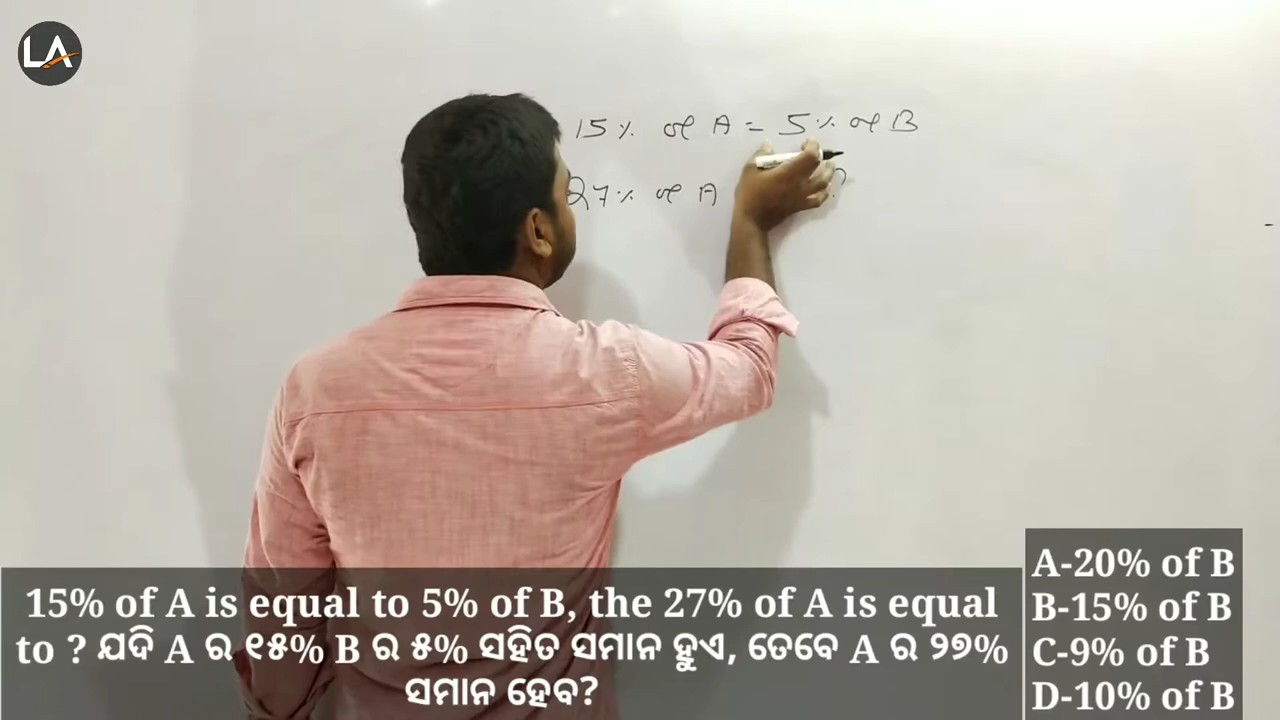 LA
15% of A = 5% of B
27% of A ?
15% of A is equal to 5% of B, the 27% of A is equal
to ? ଯଦି A ର ୧୫% B ର ୫% ସହିତ ସମାନ ହୁଏ, ତେବେ A ର ୨୭%
ସମାନ ହେବ?
A-20% of B
B-15% of B
C-9% of B
D-10% of B